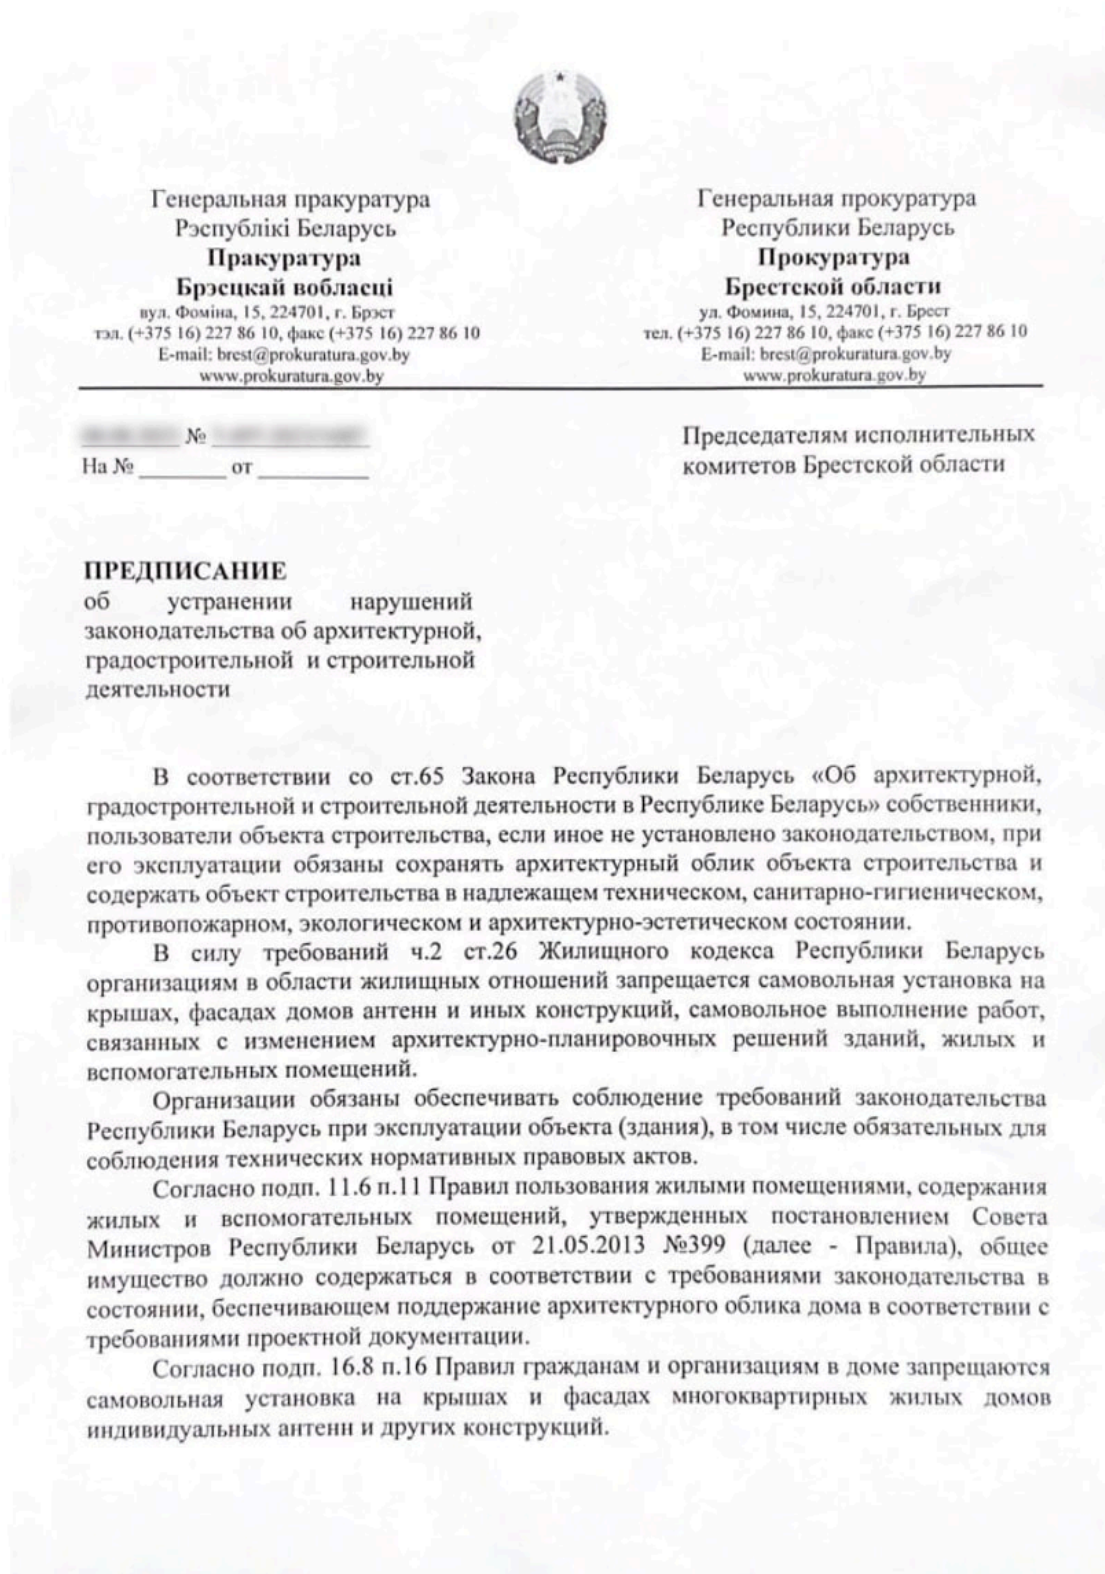 Генеральная пракуратура
Рэспублікі Беларусь
Пракуратура
Брэсцкай вобласці
вул. Фоміна, 15, 224701, г. Брэст
тэл. (+375 16) 227 86 10, факс (+375 16) 227 86 10
E-mail: brest@prokuratura.gov.by
www.prokuratura.gov.by
Генеральная прокуратура
Республики Беларусь
Прокуратура
Брестской области
ул. Фомина, 15, 224701, г. Брест
тел. (+375 16) 227 86 10, факс (+375 16) 227 86 10
E-mail: brest@prokuratura.gov.by
www.prokuratura.gov.by
№
На № ________ от __________
Председателям исполнительных
комитетов Брестской области
ПРЕДПИСАНИЕ
об устранении нарушений
законодательства об архитектурной,
градостроительной и строительной
деятельности
В соответствии со ст.65 Закона Республики Беларусь «Об архитектурной,
градостронтельной и строительной деятельности в Республике Беларусь» собственники,
пользователи объекта строительства, если иное не установлено законодательством, при
его эксплуатации обязаны сохранять архитектурный облик объекта строительства и
содержать объект строительства в надлежащем техническом, санитарно-гигиеническом,
противопожарном, экологическом и архитектурно-эстетическом состоянии.
В силу требований ч.2 ст.26 Жилищного кодекса Республики Беларусь
организациям в области жилищных отношений запрещается самовольная установка на
крышах, фасадах домов антенн и иных конструкций, самовольное выполнение работ,
связанных с изменением архитектурно-планировочных решений зданий, жилых и
вспомогательных помещений.
Организации обязаны обеспечивать соблюдение требований законодательства
Республики Беларусь при эксплуатации объекта (здания), в том числе обязательных для
соблюдения технических нормативных правовых актов.
Согласно подп. 11.6 п.11 Правил пользования жилыми помещениями, содержания
жилых и вспомогательных помещений, утвержденных постановлением Совета
Министров Республики Беларусь от 21.05.2013 №399 (далее - Правила), общее
имущество должно содержаться в соответствии с требованиями законодательства в
состоянии, беспечивающем поддержание архитектурного облика дома в соответствии с
требованиями проектной документации.
Согласно подп. 16.8 п.16 Правил гражданам и организациям в доме запрещаются
самовольная установка на крышах и фасадах многоквартирных жилых домов
индивидуальных антенн и других конструкций.